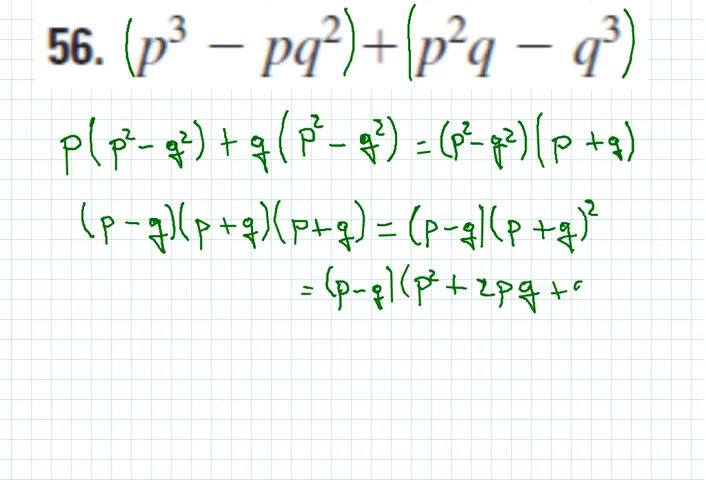 56. (p³ − pq²)+(p²q − q³)
p(p² − q²) + q(p² − q²) = (p² − q²)(p + q)
(p − q)(p + q)(p + q) = (p − q)(p + q)²
= (p − q)(p² + 2pq +